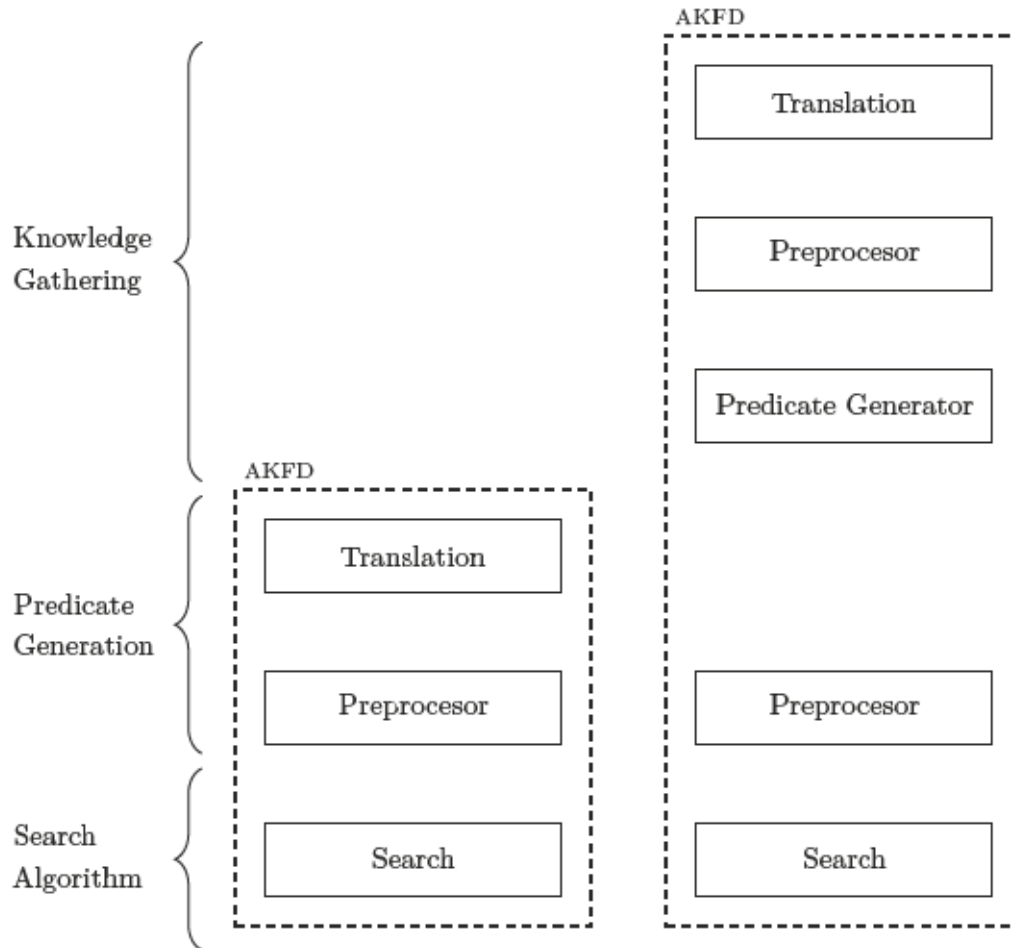 AKFD
Translation
Knowledge
Gathering
Preprocesor
Predicate Generator
AKFD
Translation
Predicate
Generation
Preprocesor
Preprocesor
Search
Algorithm
Search
Search